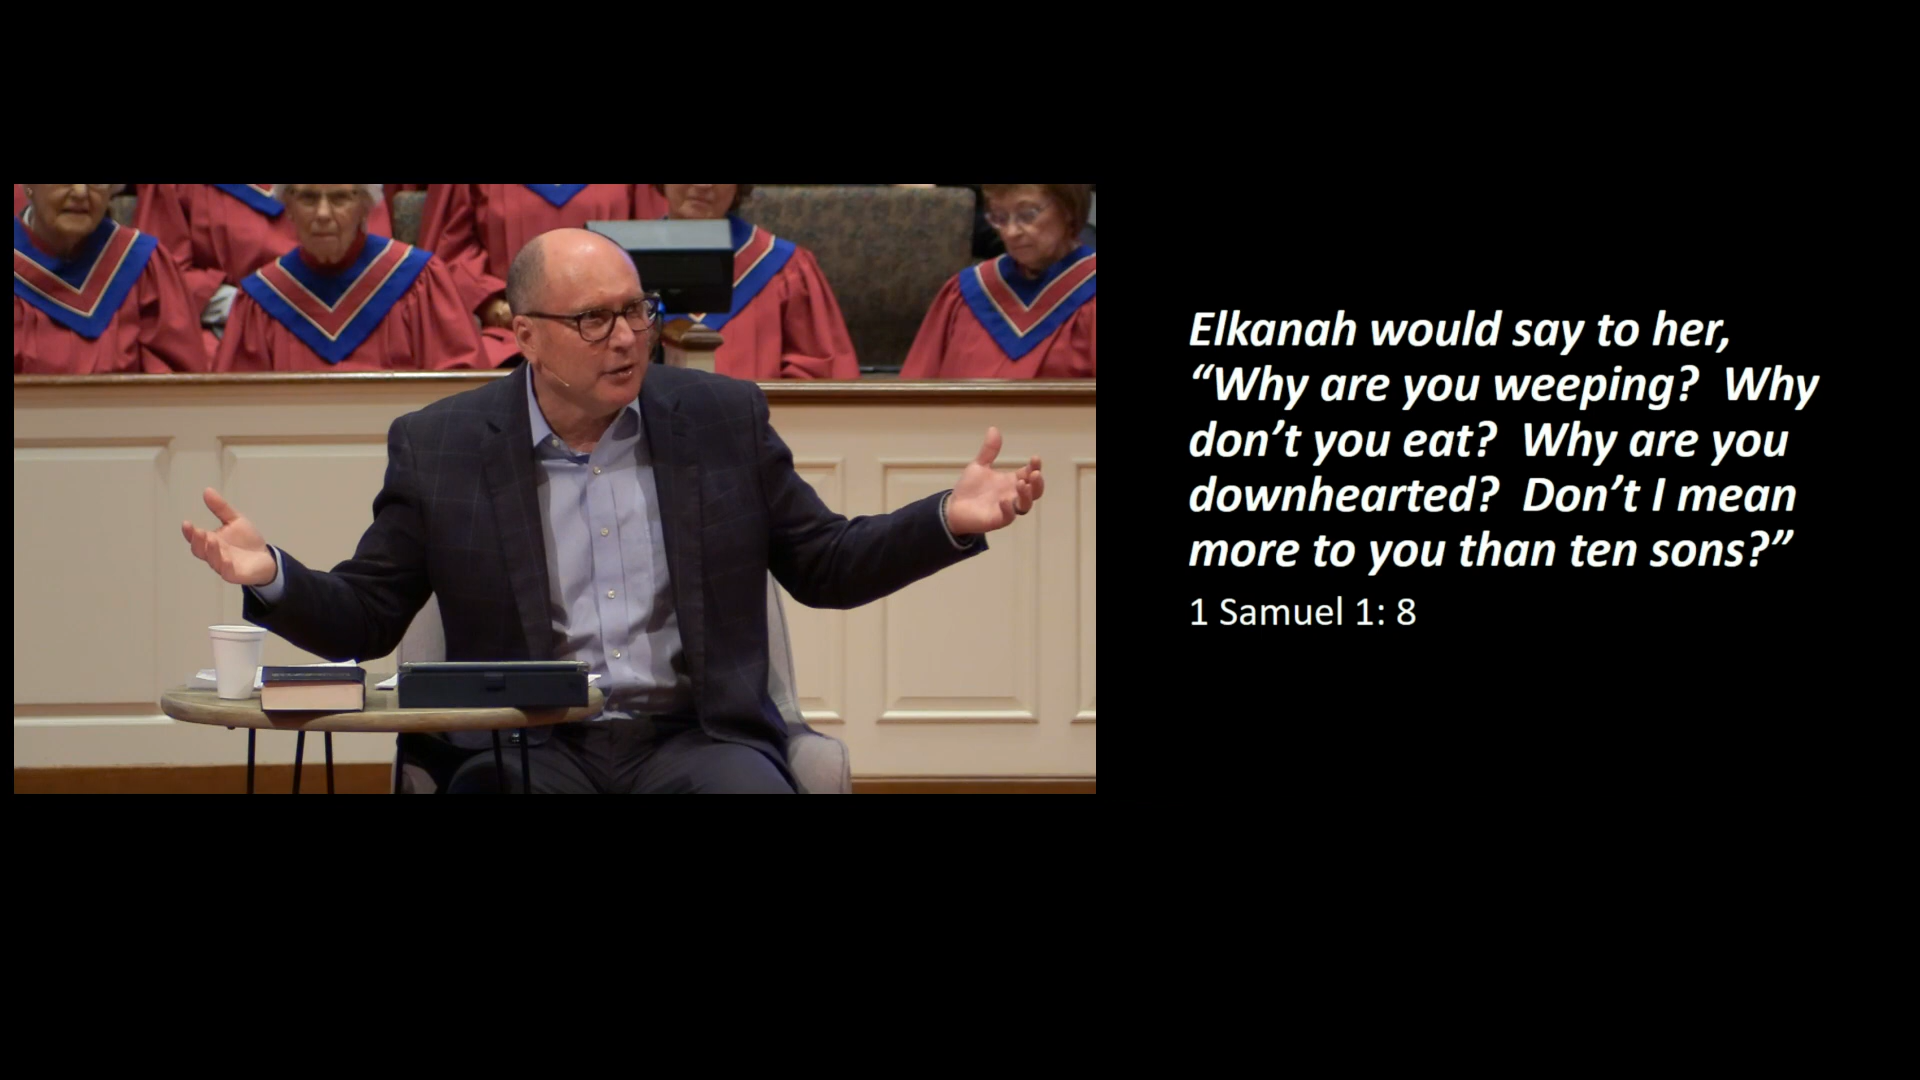 Elkanah would say to her,
“Why are you weeping?  Why
don’t you eat?  Why are you
downhearted?  Don’t I mean
more to you than ten sons?”
1 Samuel 1: 8